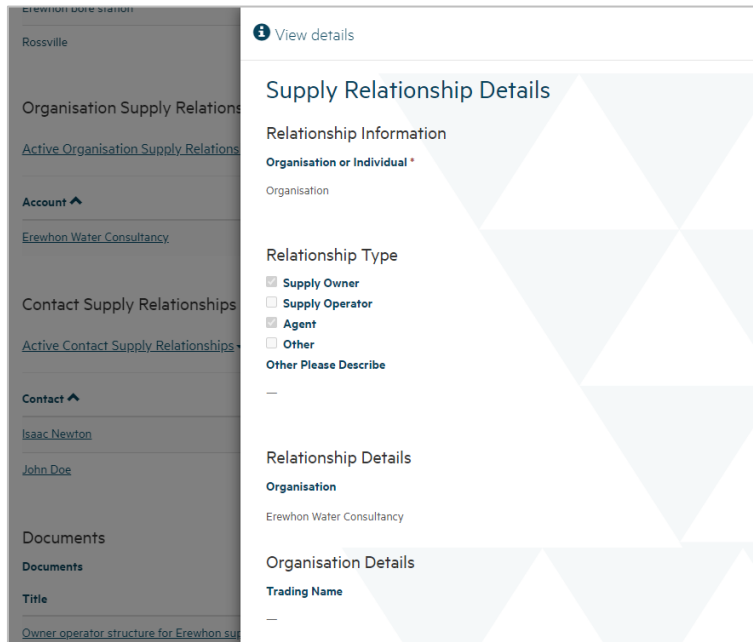 Erewhon bore station
Rossville
Organisation Supply Relations
Active Organisation Supply Relations
Account
Erewhon Water Consultancy
Contact Supply Relationships
Active Contact Supply Relationships
Contact
Isaac Newton
John Doe
Documents
Documents
Title
Owner operator structure for Erewhon sup
View details
Supply Relationship Details
Relationship Information
Organisation or Individual *
Organisation
Relationship Type
Supply Owner
Supply Operator
Agent
Other
Other Please Describe
—
Relationship Details
Organisation
Erewhon Water Consultancy
Organisation Details
Trading Name
—